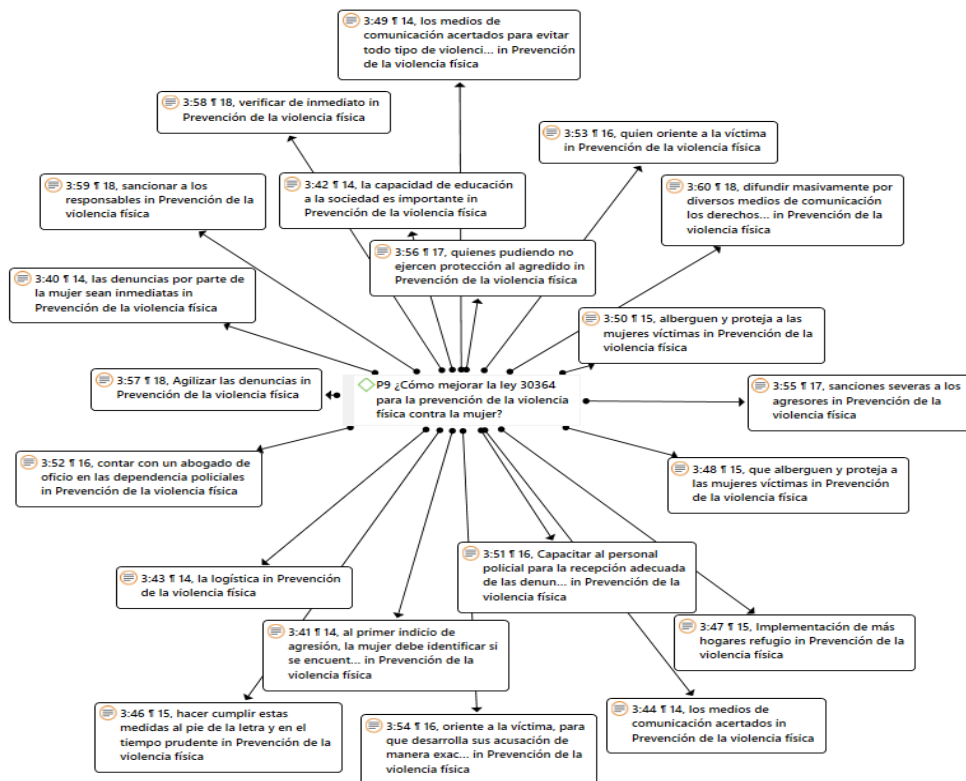 3:49 ¶ 14, los medios de
comunicación acertados para evitar
todo tipo de violenci... in Prevención
de la violencia física
3:58 ¶ 18, verificar de inmediato in
Prevención de la violencia física
3:53 ¶ 16, quien oriente a la víctima
in Prevención de la violencia física
3:59 ¶ 18, sancionar a los
responsables in Prevención de la
violencia física
3:42 ¶ 14, la capacidad de educación
a la sociedad es importante in
Prevención de la violencia física
3:60 ¶ 18, difundir masivamente por
diversos medios de comunicación
los derechos... in Prevención de la
violencia física
3:56 ¶ 17, quienes pudiendo no
ejercen protección al agredido in
Prevención de la violencia física
3:40 ¶ 14, las denuncias por parte de
la mujer sean inmediatas in
Prevención de la violencia física
3:50 ¶ 15, alberguen y proteja a las
mujeres víctimas in Prevención de la
violencia física
3:57 ¶ 18, Agilizar las denuncias in
Prevención de la violencia física
P9 ¿Cómo mejorar la ley 30364
para la prevención de la violencia
física contra la mujer?
3:55 ¶ 17, sanciones severas a los
agresores in Prevención de la
violencia física
3:52 ¶ 16, contar con un abogado de
oficio en las dependencia policiales
in Prevención de la violencia física
3:48 ¶ 15, que alberguen y proteja a
las mujeres víctimas in Prevención
de la violencia física
3:43 ¶ 14, la logística in Prevención
de la violencia física
3:51 ¶ 16, Capacitar al personal
policial para la recepción adecuada
de las denun... in Prevención de la
violencia física
3:41 ¶ 14, al primer indicio de
agresión, la mujer debe identificar si
se encuent... in Prevención de la
violencia física
3:47 ¶ 15, Implementación de más
hogares refugio in Prevención de la
violencia física
3:46 ¶ 15, hacer cumplir estas
medidas al pie de la letra y en el
tiempo prudente in Prevención de la
violencia física
3:54 ¶ 16, oriente a la víctima, para
que desarrolla sus acusación de
manera exac... in Prevención de la
violencia física
3:44 ¶ 14, los medios de
comunicación acertados in
Prevención de la violencia física